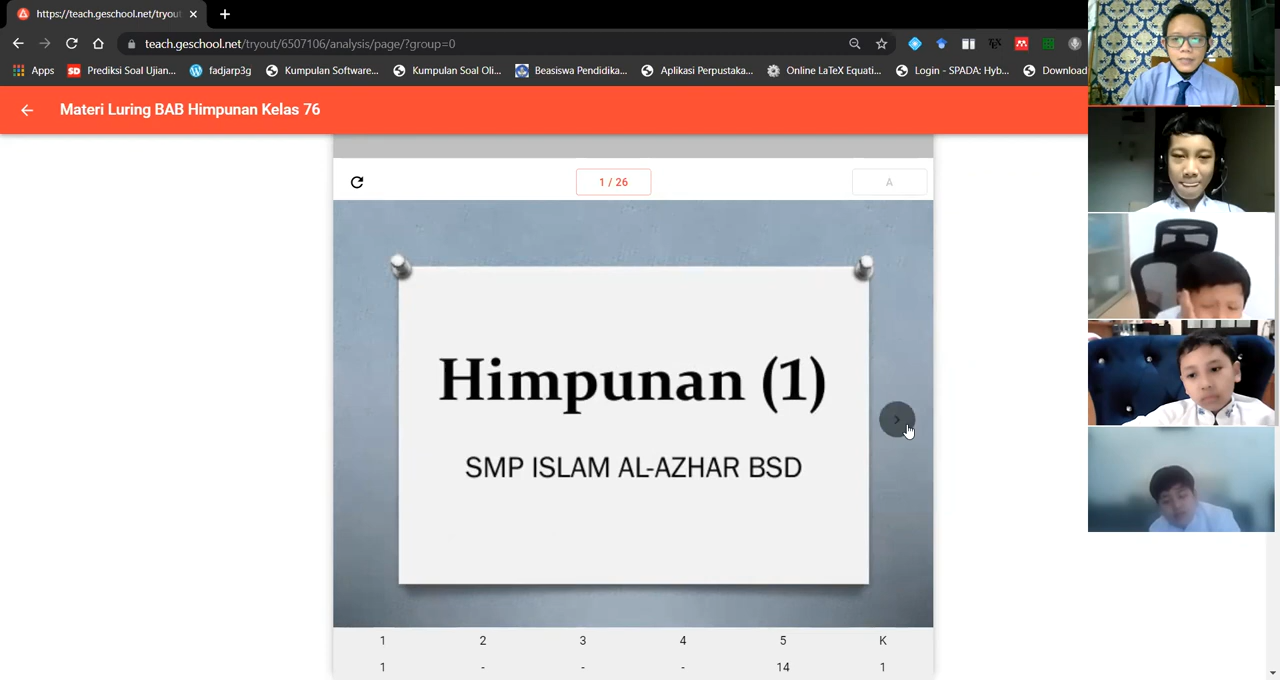 https://teach.geschool.net/tryou
teach.geschool.net/tryout/6507106/analysis/page/?group=0
Apps
SD
Prediksi Soal Ujian...
fadjarp3g
Kumpulan Software...
Kumpulan Soal Oli...
Beasiswa Pendidika...
Aplikasi Perpustaka...
Online LaTeX Equati...
Login - SPADA: Hyb...
Download
Materi Luring BAB Himpunan Kelas 76
1 / 26
A
Himpunan (1)
SMP ISLAM AL-AZHAR BSD
1 2 3 4 5 K
1 - - - 14 1